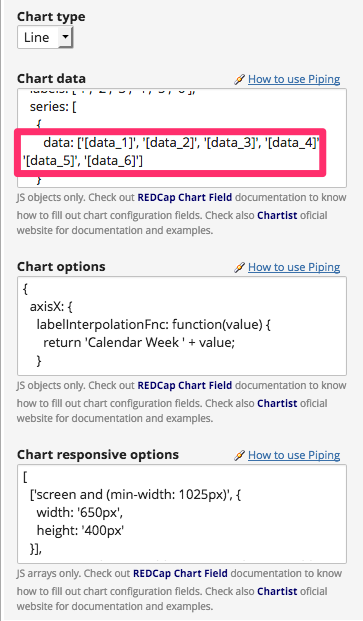 Chart type
Line
Chart data How to use Piping
series: [
{
data: ['[data_1]', '[data_2]', '[data_3]', '[data_4]'
'[data_5]', '[data_6]']
}
JS objects only. Check out REDCap Chart Field documentation to know
how to fill out chart configuration fields. Check also Chartist oficial
website for documentation and examples.
Chart options How to use Piping
{
axisX: {
labelInterpolationFnc: function(value) {
return 'Calendar Week ' + value;
}
JS objects only. Check out REDCap Chart Field documentation to know
how to fill out chart configuration fields. Check also Chartist oficial
website for documentation and examples.
Chart responsive options How to use Piping
[
['screen and (min-width: 1025px)', {
width: '650px',
height: '400px'
}],
JS arrays only. Check out REDCap Chart Field documentation to know
how to fill out chart configuration fields. Check also Chartist oficial
website for documentation and examples.